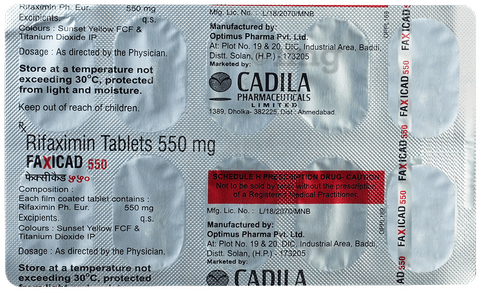 Rifaximin Ph. Eur. 550 mg
Excipients. q.s.
Colours : Sunset Yellow FCF &
Titanium Dioxide IP
Dosage : As directed by the Physician.
Store at a temperature not
exceeding 30°C, protected
from light and moisture.
Keep out of reach of children.
Rx
Rifaximin Tablets 550 mg
FAXICAD 550
फेक्सीकैड ५५०
Composition :
Each film coated tablet contains :
Rifaximin Ph. Eur. 550 mg
Excipients. q.s.
Colours : Sunset Yellow FCF &
Titanium Dioxide IP
Dosage : As directed by the Physician.
Store at a temperature not
exceeding 30°C, protected
Mfg. Lic. No. : L/18/2070/MNB
Manufactured by:
Optimus Pharma Pvt. Ltd.
At: Plot No. 19 & 20, DIC, Industrial Area, Baddi,
Distt. Solan, (H.P.) - 173205
Marketed by:
CADILA
PHARMACEUTICALS
LIMITED
1389, Dholka- 382225, Dist : Ahmedabad.
SCHEDULE H PRESCRIPTION DRUG- CAUTION
Not to be sold by retail without the prescription
of a Registered Medical Practitioner.
Mfg. Lic. No. : L/18/2070/MNB
Manufactured by:
Optimus Pharma Pvt. Ltd.
At: Plot No. 19 & 20, DIC, Industrial Area, Baddi,
Distt. Solan, (H.P.) - 173205
Marketed by:
CADILA
FAXICAD 550
FAXICAD 550
FAXICAD 550
AD 550